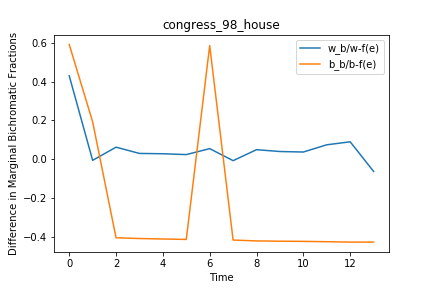 congress_98_house
Difference in Marginal Bichromatic Fractions
0.6
0.4
0.2
0.0
−0.2
−0.4
w_b/w-f(e)
b_b/b-f(e)
0 2 4 6 8 10 12
Time